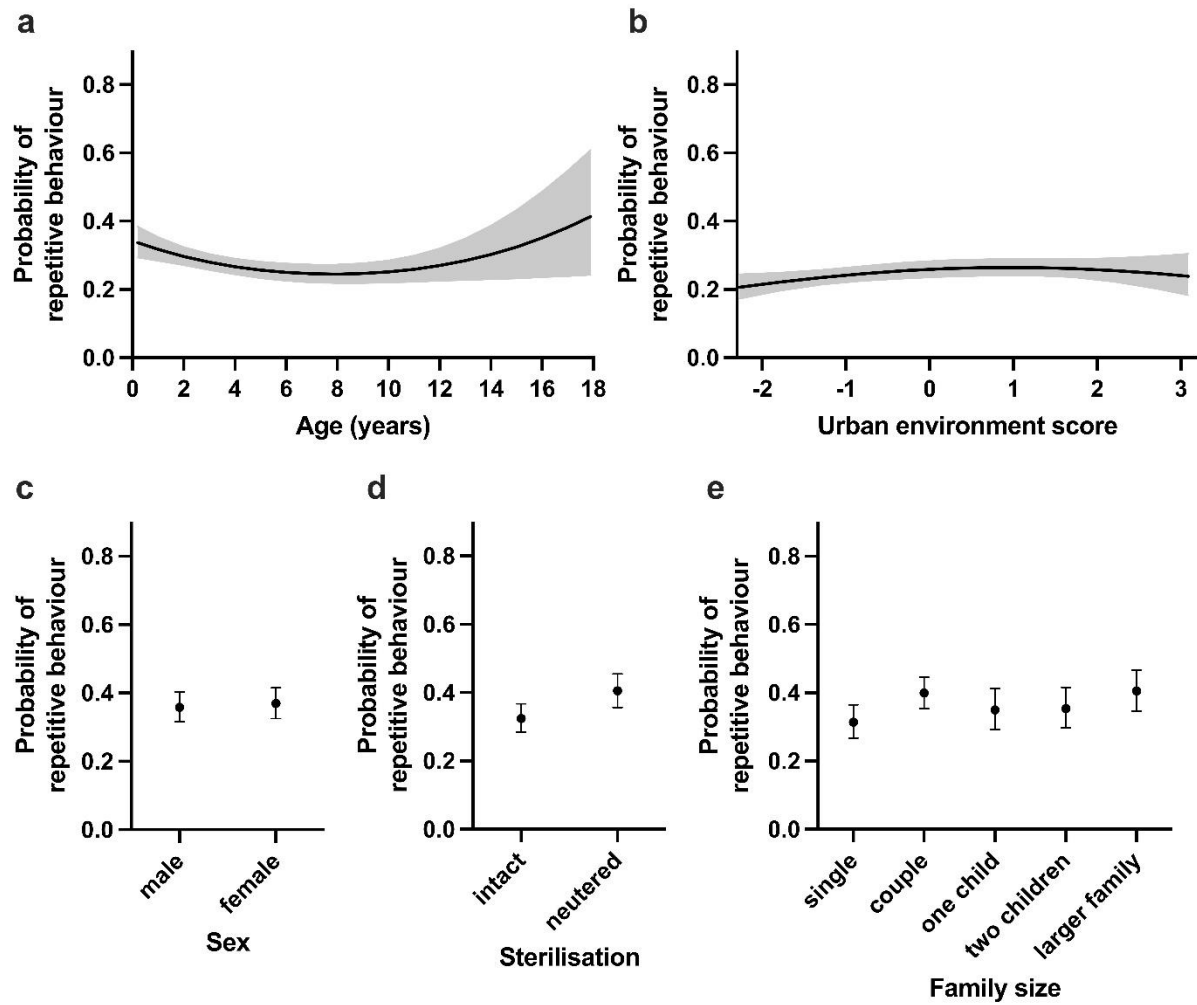 a
Probability of
repetitive behaviour
0.8
0.6
0.4
0.2
0.0
0 2 4 6 8 10 12 14 16 18
Age (years)
b
Probability of
repetitive behaviour
0.8
0.6
0.4
0.2
0.0
-2 -1 0 1 2 3
Urban environment score
c
Probability of
repetitive behaviour
0.8
0.6
0.4
0.2
0.0
male female
Sex
d
Probability of
repetitive behaviour
0.8
0.6
0.4
0.2
0.0
intact neutered
Sterilisation
e
Probability of
repetitive behaviour
0.8
0.6
0.4
0.2
0.0
single couple one child two children larger family
Family size